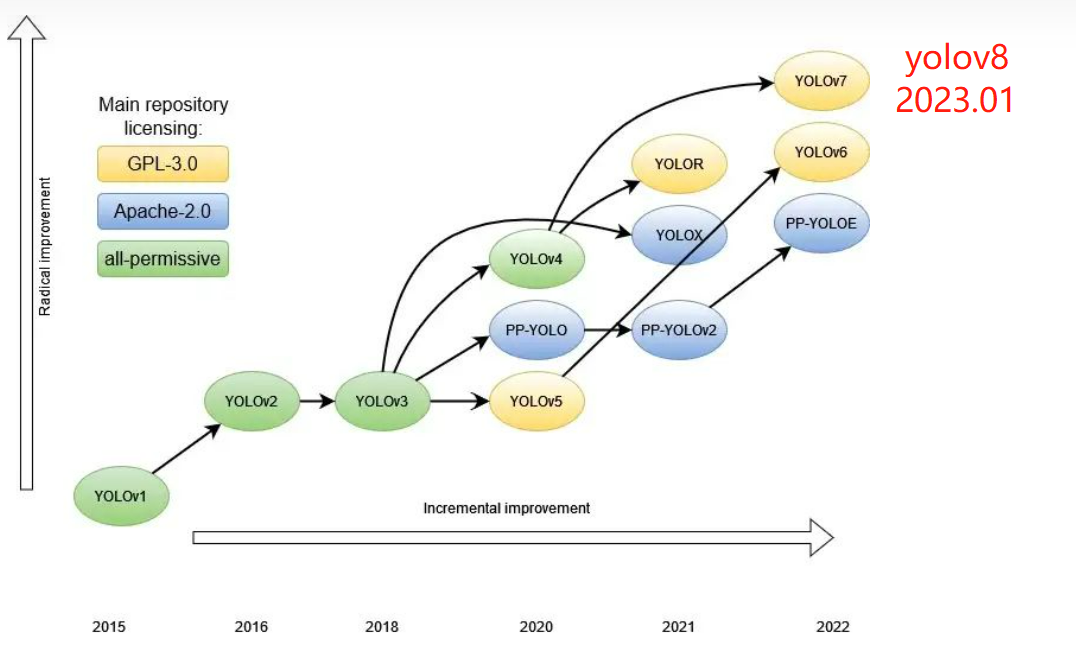 yolov8
2023.01
Main repository
licensing:
GPL-3.0
Apache-2.0
all-permissive
Radical improvement
YOLOv7
YOLOv6
YOLOR
PP-YOLOE
YOLOX
YOLOv4
PP-YOLO
PP-YOLOv2
YOLOv2
YOLOv3
YOLOv5
YOLOv1
Incremental improvement
2015
2016
2018
2020
2021
2022